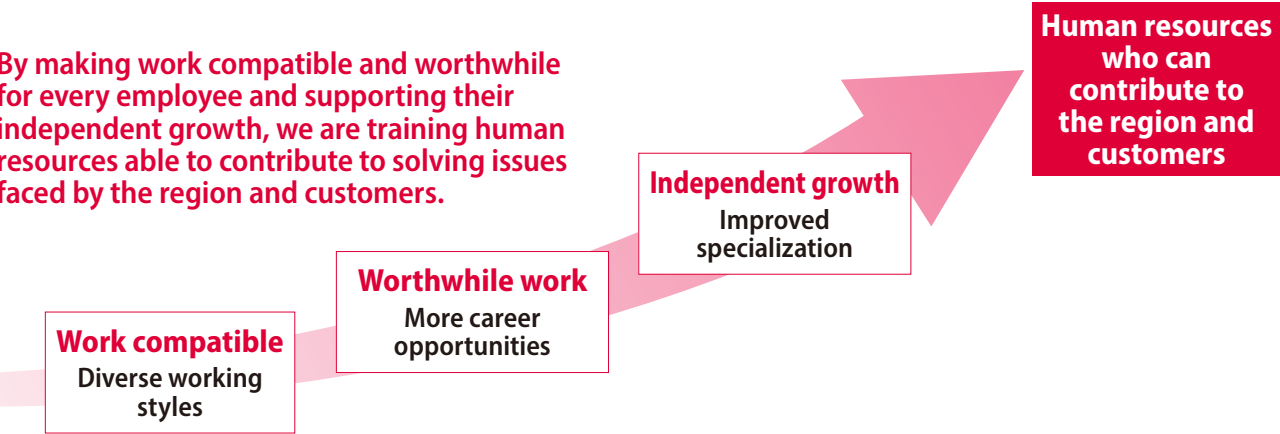 By making work compatible and worthwhile
for every employee and supporting their
independent growth, we are training human
resources able to contribute to solving issues
faced by the region and customers.
Human resources
who can
contribute to
the region and
customers
Independent growth
Improved
specialization
Worthwhile work
More career
opportunities
Work compatible
Diverse working
styles